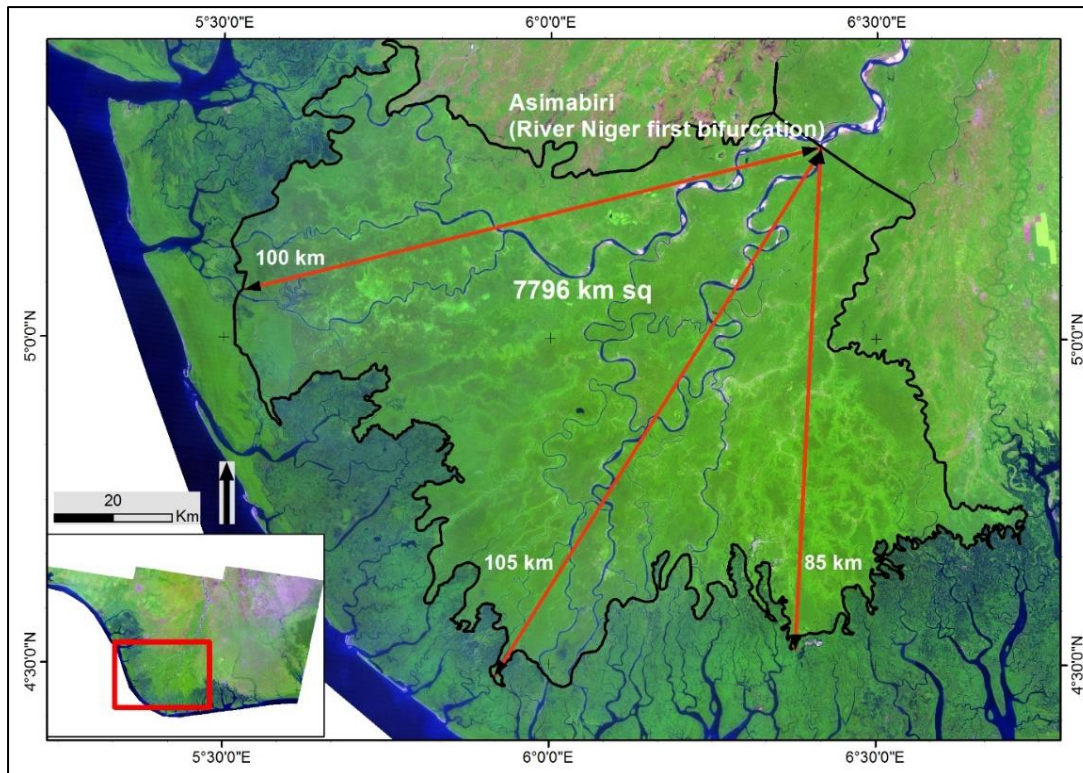 5°30'0"E
6°0'0"E
6°30'0"E
Asimabiri
(River Niger first bifurcation)
100 km
7796 km sq
5°0'0"N
5°0'0"N
20
Km
105 km
85 km
4°30'0"N
4°30'0"N
5°30'0"E
6°0'0"E
6°30'0"E